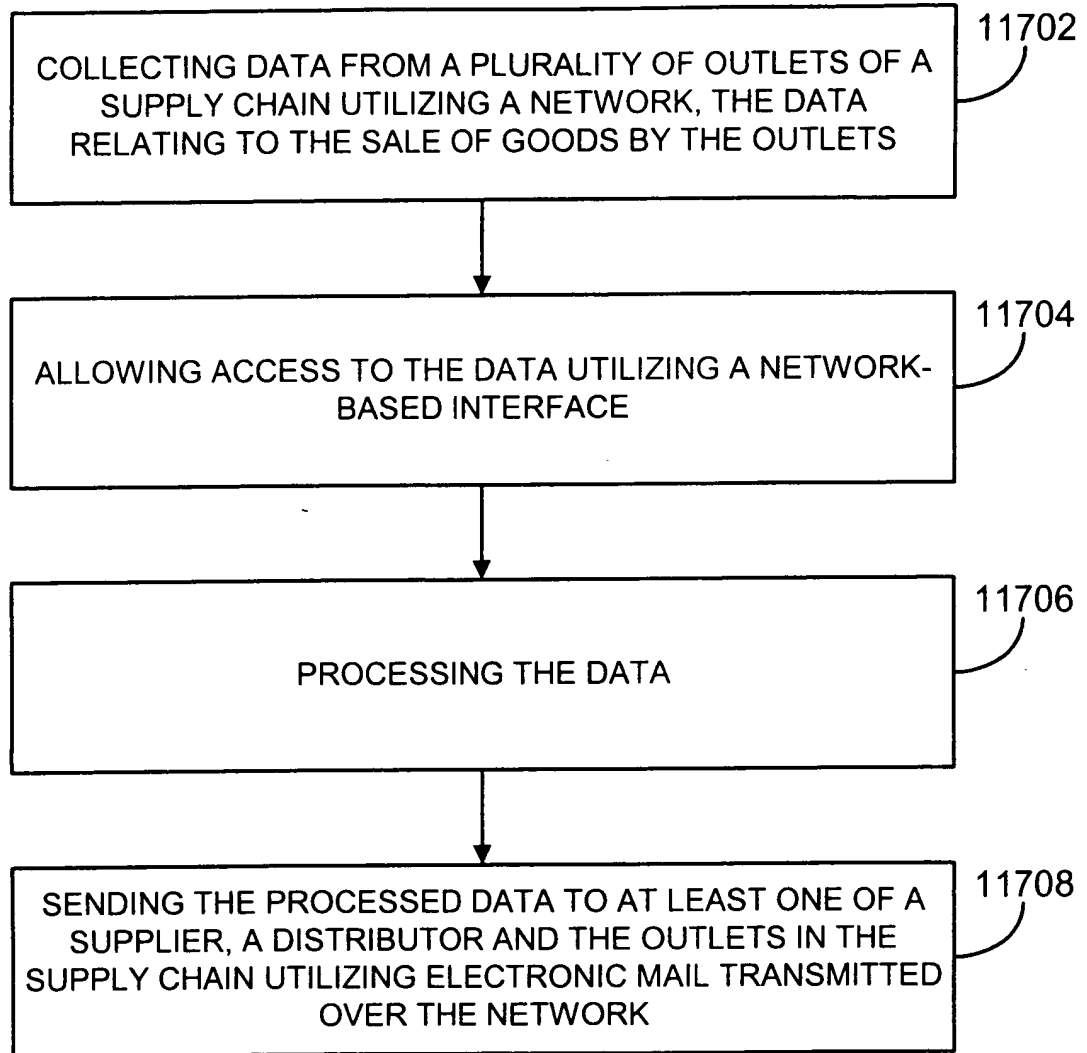 11702
COLLECTING DATA FROM A PLURALITY OF OUTLETS OF A
SUPPLY CHAIN UTILIZING A NETWORK, THE DATA
RELATING TO THE SALE OF GOODS BY THE OUTLETS
11704
ALLOWING ACCESS TO THE DATA UTILIZING A NETWORK-
BASED INTERFACE
11706
PROCESSING THE DATA
11708
SENDING THE PROCESSED DATA TO AT LEAST ONE OF A
SUPPLIER, A DISTRIBUTOR AND THE OUTLETS IN THE
SUPPLY CHAIN UTILIZING ELECTRONIC MAIL TRANSMITTED
OVER THE NETWORK